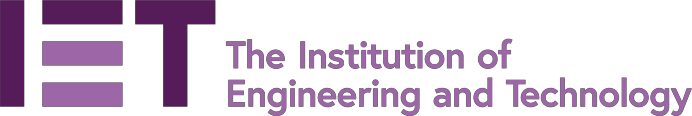 IET
The Institution of
Engineering and Technology